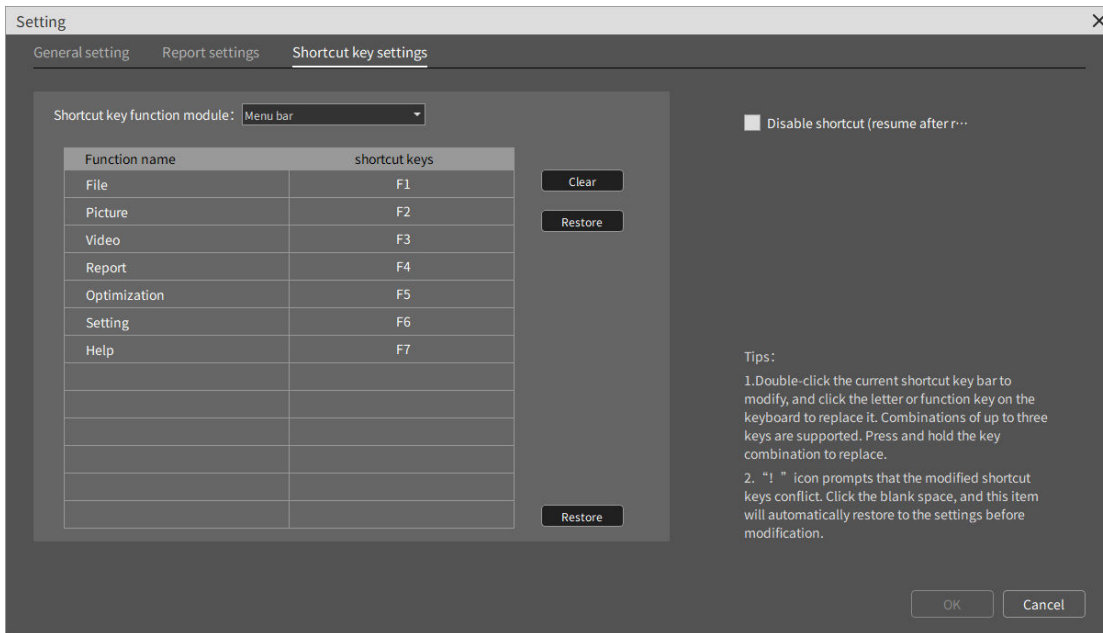 Setting
General setting Report settings Shortcut key settings
Shortcut key function module: Menu bar
Disable shortcut (resume after r···
Function name shortcut keys
File F1
Clear
Picture F2
Restore
Video F3
Report F4
Optimization F5
Setting F6
Help F7
Restore
Tips:
1.Double-click the current shortcut key bar to
modify, and click the letter or function key on the
keyboard to replace it. Combinations of up to three
keys are supported. Press and hold the key
combination to replace.
2. “! ” icon prompts that the modified shortcut
keys conflict. Click the blank space, and this item
will automatically restore to the settings before
modification.
OK Cancel